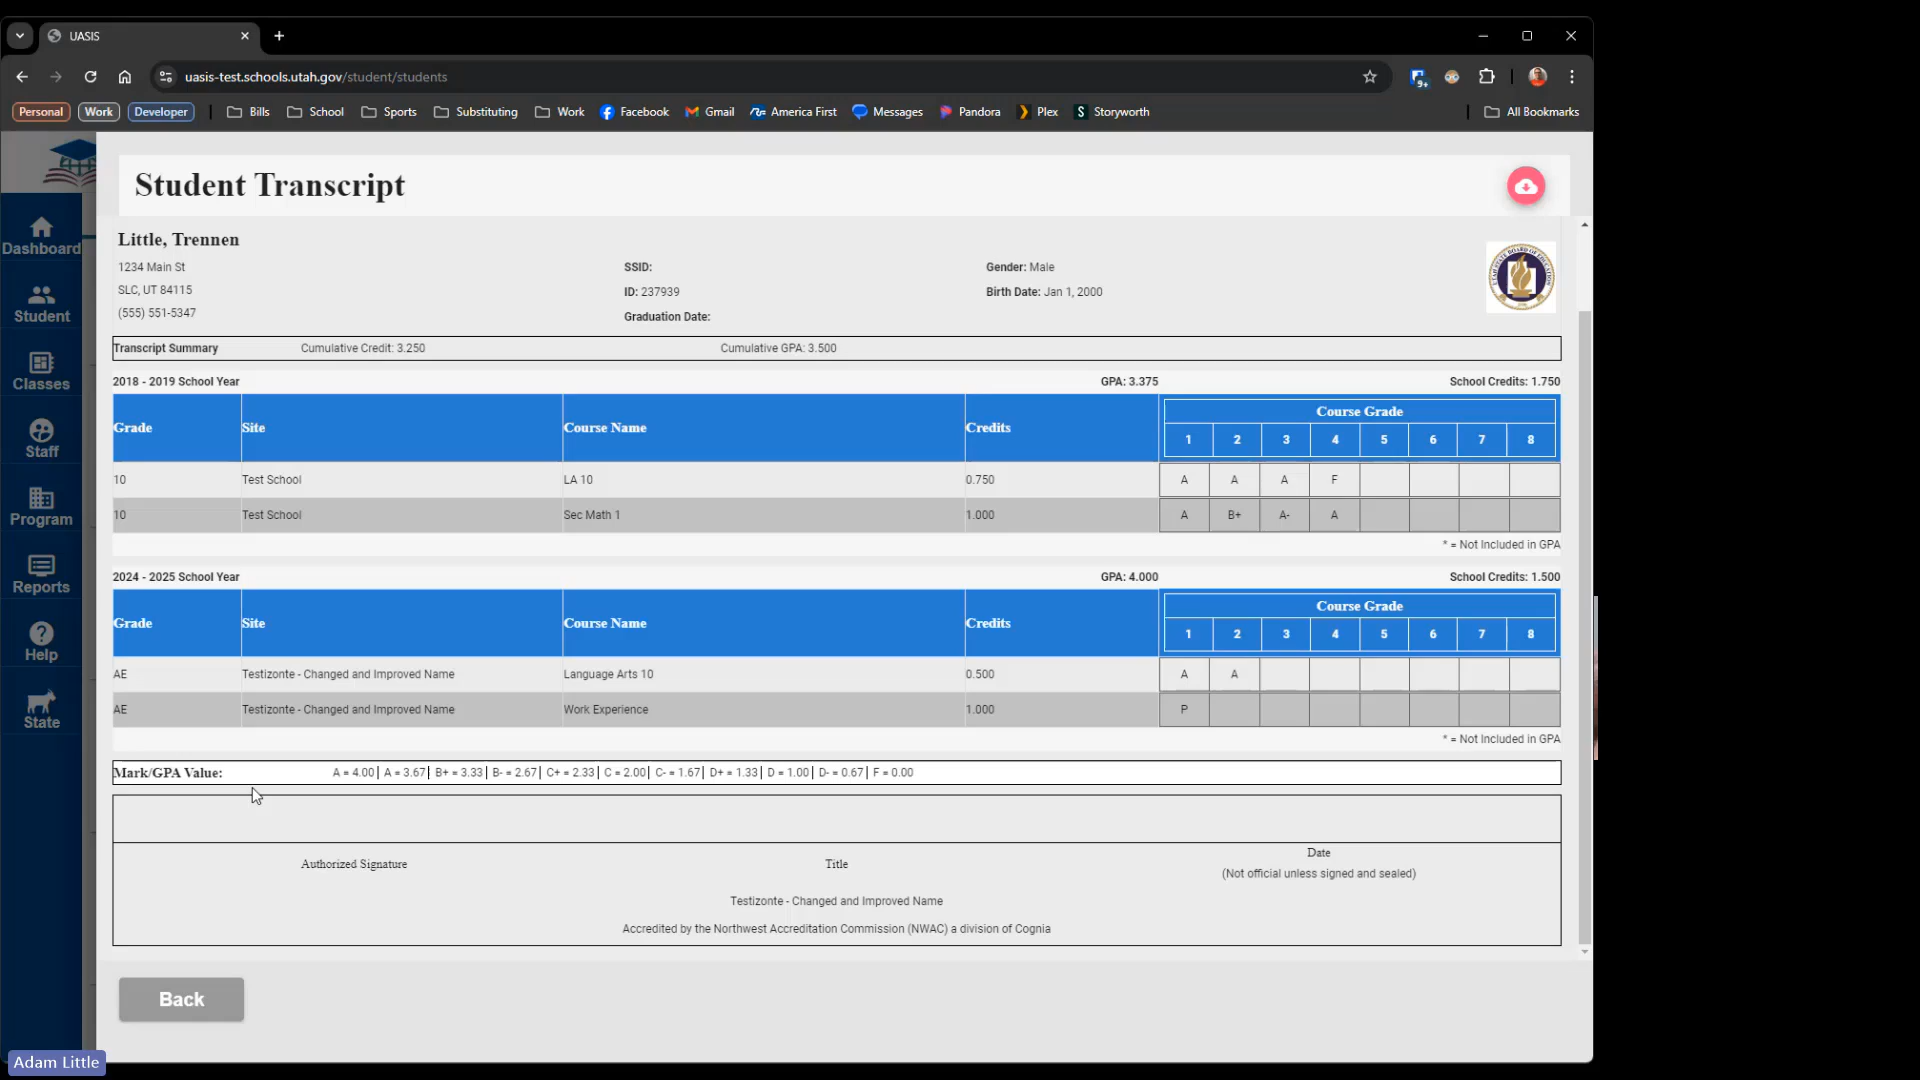 UASIS
uasis-test.schools.utah.gov/student/students
9+
Personal Work Developer Bills School Sports Substituting Work Facebook Gmail America First Messages Pandora Plex Storyworth All Bookmarks
Student Transcript
Dashboard
Student
Classes
Staff
Program
Reports
Help
State
Little, Trennen
1234 Main St SSID: Gender: Male
SLC, UT 84115 ID: 237939 Birth Date: Jan 1, 2000
(555) 551-5347 Graduation Date:
Transcript Summary Cumulative Credit: 3.250 Cumulative GPA: 3.500
2018 - 2019 School Year GPA: 3.375 School Credits: 1.750
Course Grade
Grade Site Course Name Credits
1 2 3 4 5 6 7 8
10 Test School LA 10 0.750 A A A F
10 Test School Sec Math 1 1.000 A B+ A- A
* = Not Included in GPA
2024 - 2025 School Year GPA: 4.000 School Credits: 1.500
Course Grade
Grade Site Course Name Credits
1 2 3 4 5 6 7 8
AE Testizonte - Changed and Improved Name Language Arts 10 0.500 A A
AE Testizonte - Changed and Improved Name Work Experience 1.000 P
* = Not Included in GPA
Mark/GPA Value: A = 4.00| A = 3.67| B+ = 3.33| B- = 2.67| C+ = 2.33| C = 2.00| C- = 1.67| D+ = 1.33| D = 1.00| D- = 0.67| F = 0.00
Authorized Signature Title Date
(Not official unless signed and sealed)
Testizonte - Changed and Improved Name
Accredited by the Northwest Accreditation Commission (NWAC) a division of Cognia
Back
Adam Little